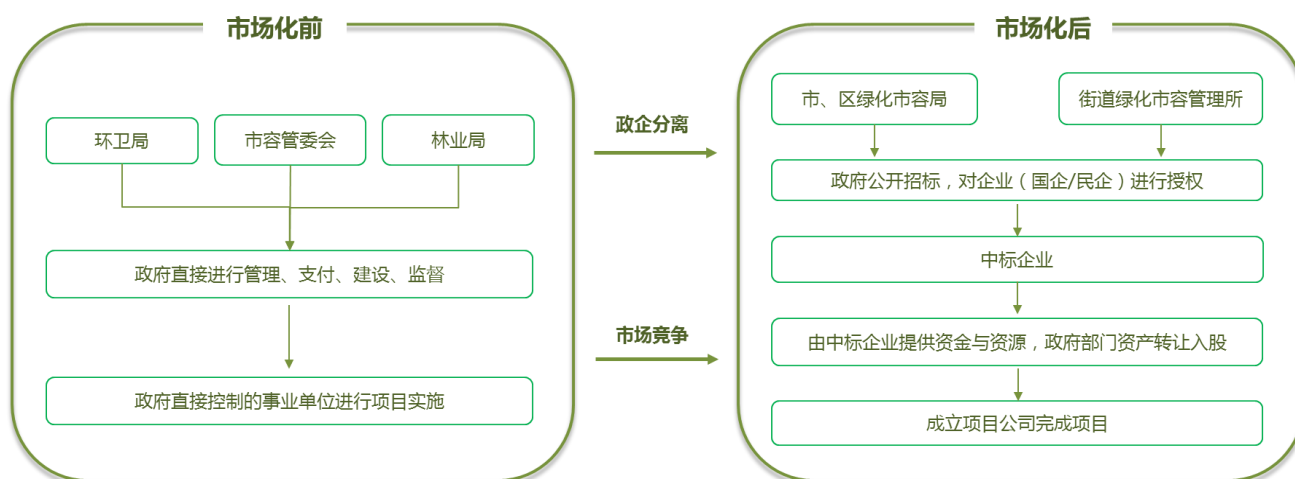 市场化前
环卫局
市容管委会
林业局
政府直接进行管理、支付、建设、监督
政府直接控制的事业单位进行项目实施
政企分离
市场竞争
市场化后
市、区绿化市容局
街道绿化市容管理所
政府公开招标，对企业（国企/民企）进行授权
中标企业
由中标企业提供资金与资源，政府部门资产转让入股
成立项目公司完成项目